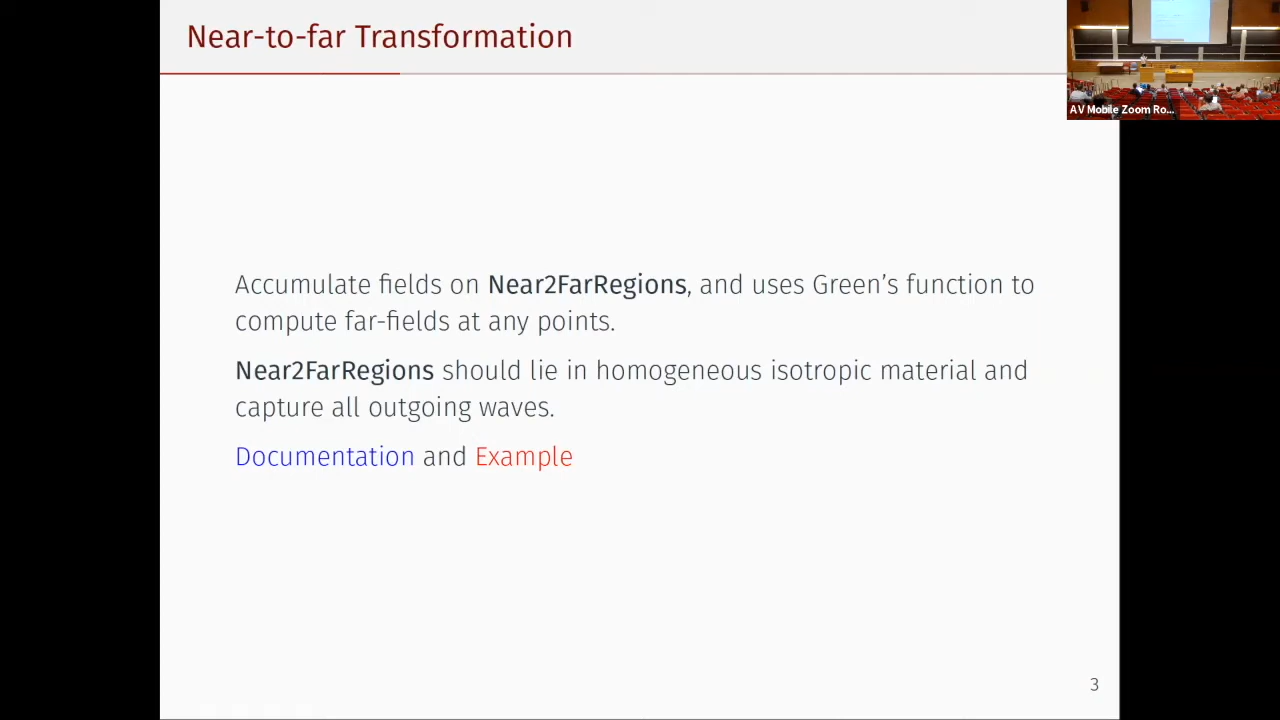 Near-to-far Transformation
AV Mobile Zoom Ro...
Accumulate fields on Near2FarRegions, and uses Green's function to
compute far-fields at any points.
Near2FarRegions should lie in homogeneous isotropic material and
capture all outgoing waves.
Documentation and Example
3